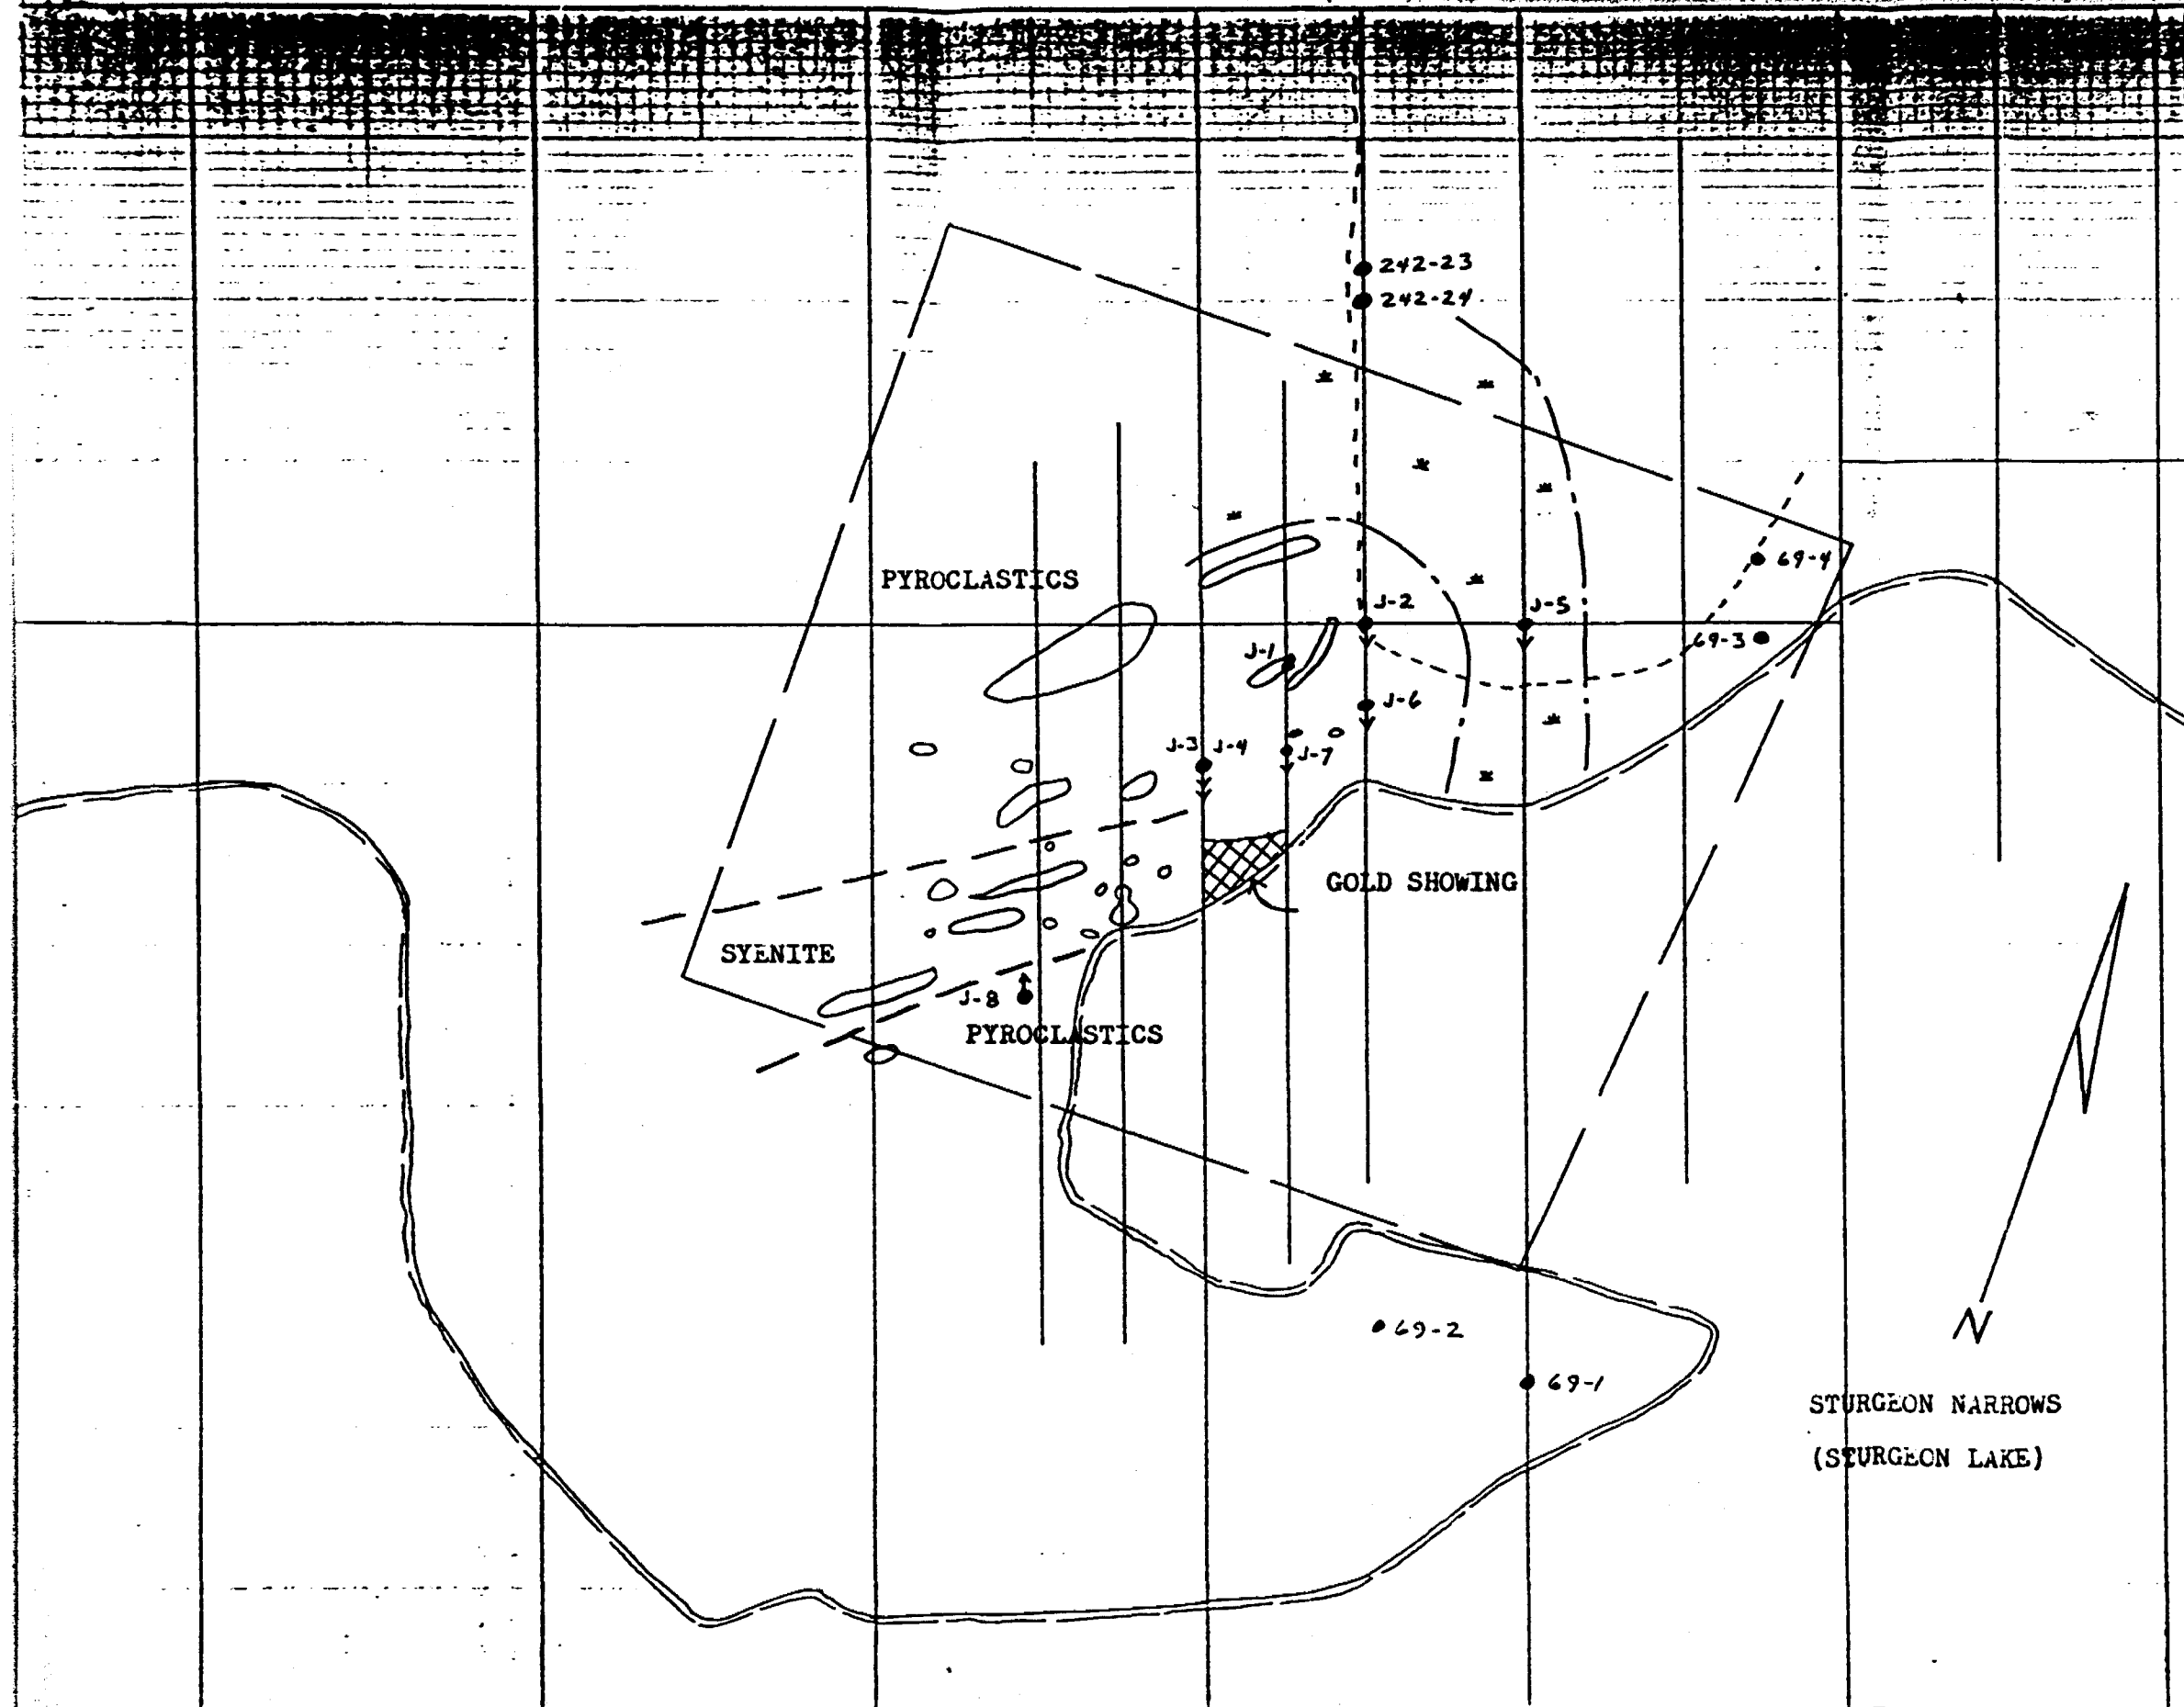 242-23
242-24
69-4
PYROCLASTICS
J-2
J-5
69-3
J-1
J-6
J-3 J-4
J-7
GOLD SHOWING
SYENITE
J-8
PYROCLASTICS
N
69-2
69-1
STURGEON NARROWS
(STURGEON LAKE)